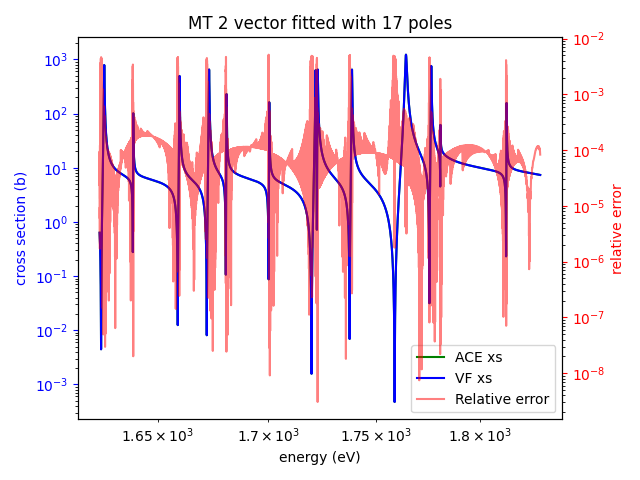 MT 2 vector fitted with 17 poles
10³
10²
10¹
10⁰
10⁻¹
10⁻²
10⁻³
cross section (b)
10⁻²
10⁻³
10⁻⁴
10⁻⁵
10⁻⁶
10⁻⁷
10⁻⁸
relative error
ACE xs
VF xs
Relative error
1.65 × 10³ 1.7 × 10³ 1.75 × 10³ 1.8 × 10³
energy (eV)